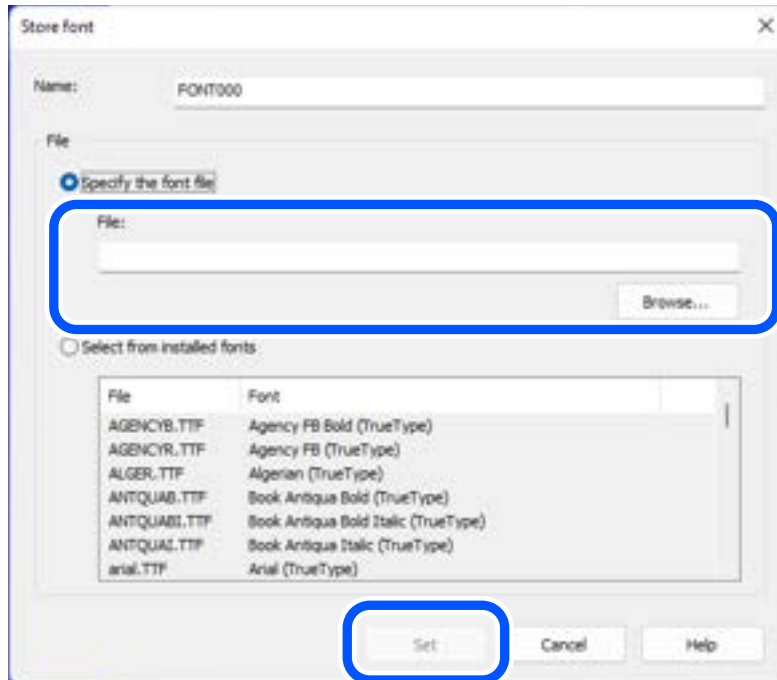 Store font
Name: FONT000
File
Specify the font file
File:
Browse...
Select from installed fonts
File Font
AGENCYB.TTF Agency FB Bold (TrueType)
AGENCYR.TTF Agency FB (TrueType)
ALGER.TTF Algerian (TrueType)
ANTQUAB.TTF Book Antiqua Bold (TrueType)
ANTQUABI.TTF Book Antiqua Bold Italic (TrueType)
ANTQUAI.TTF Book Antiqua Italic (TrueType)
arial.TTF Arial (TrueType)
Set Cancel Help